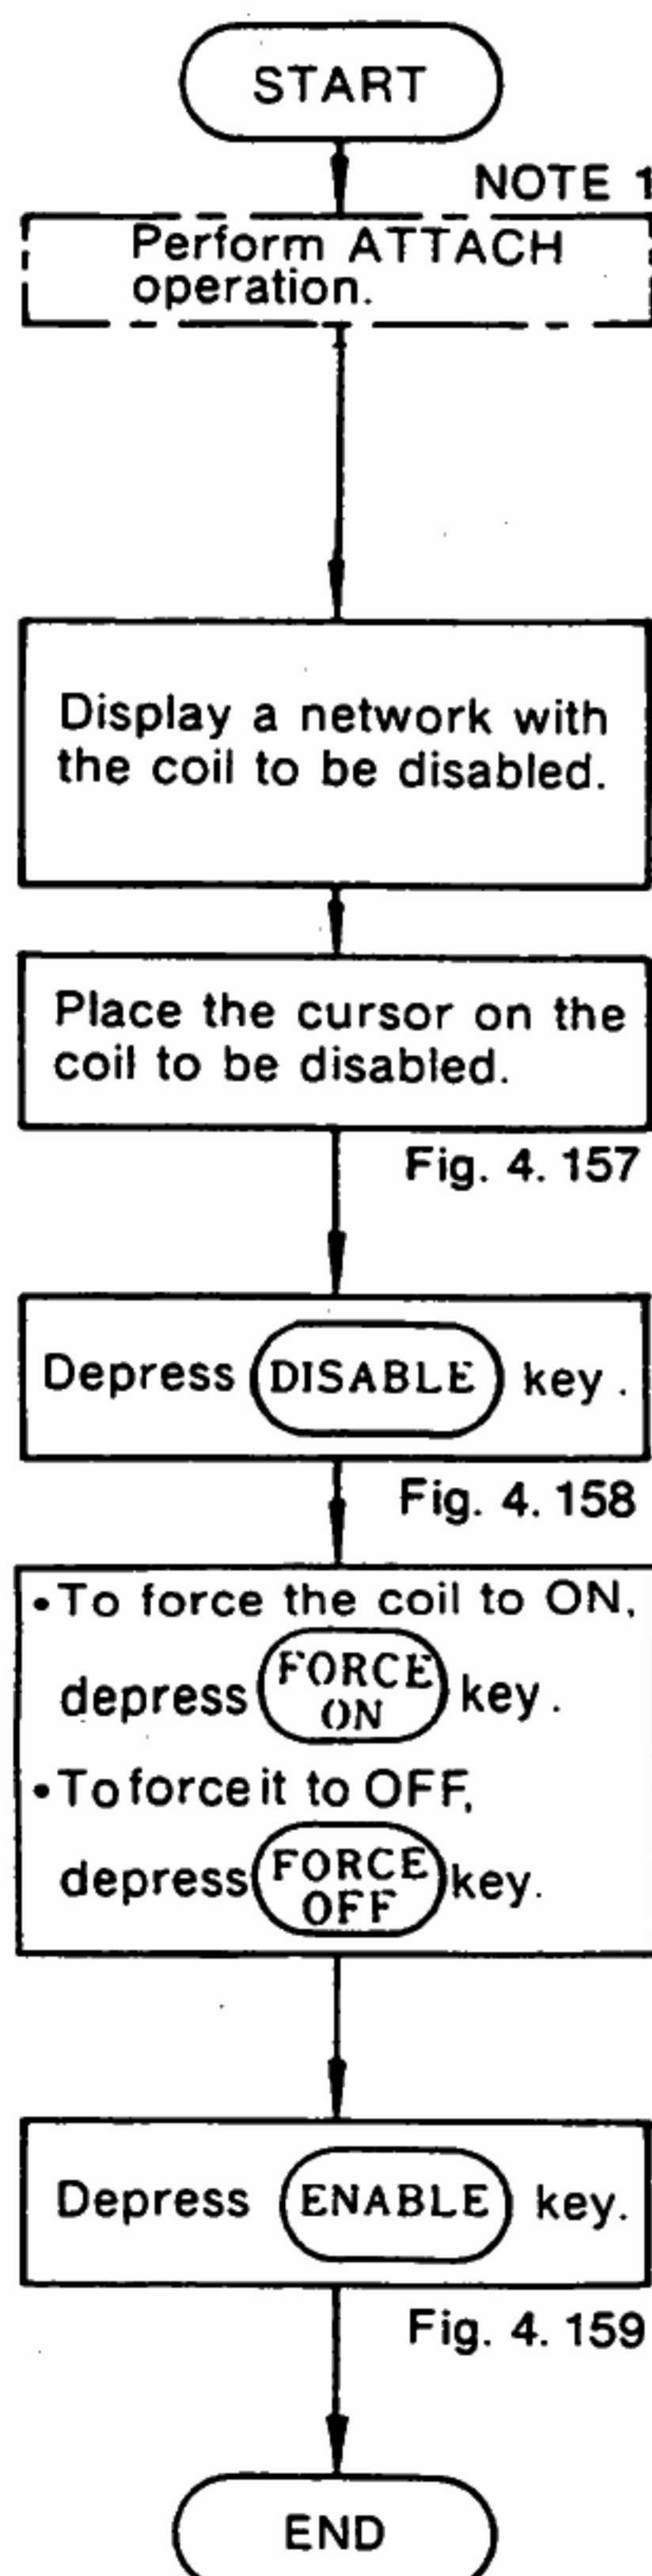 START
NOTE 1
Perform ATTACH
operation.
Display a network with
the coil to be disabled.
Place the cursor on the
coil to be disabled.
Fig. 4. 157
Depress DISABLE key.
Fig. 4. 158
• To force the coil to ON,
depress FORCE ON key.
• To force it to OFF,
depress FORCE OFF key.
Depress ENABLE key.
Fig. 4. 159
END